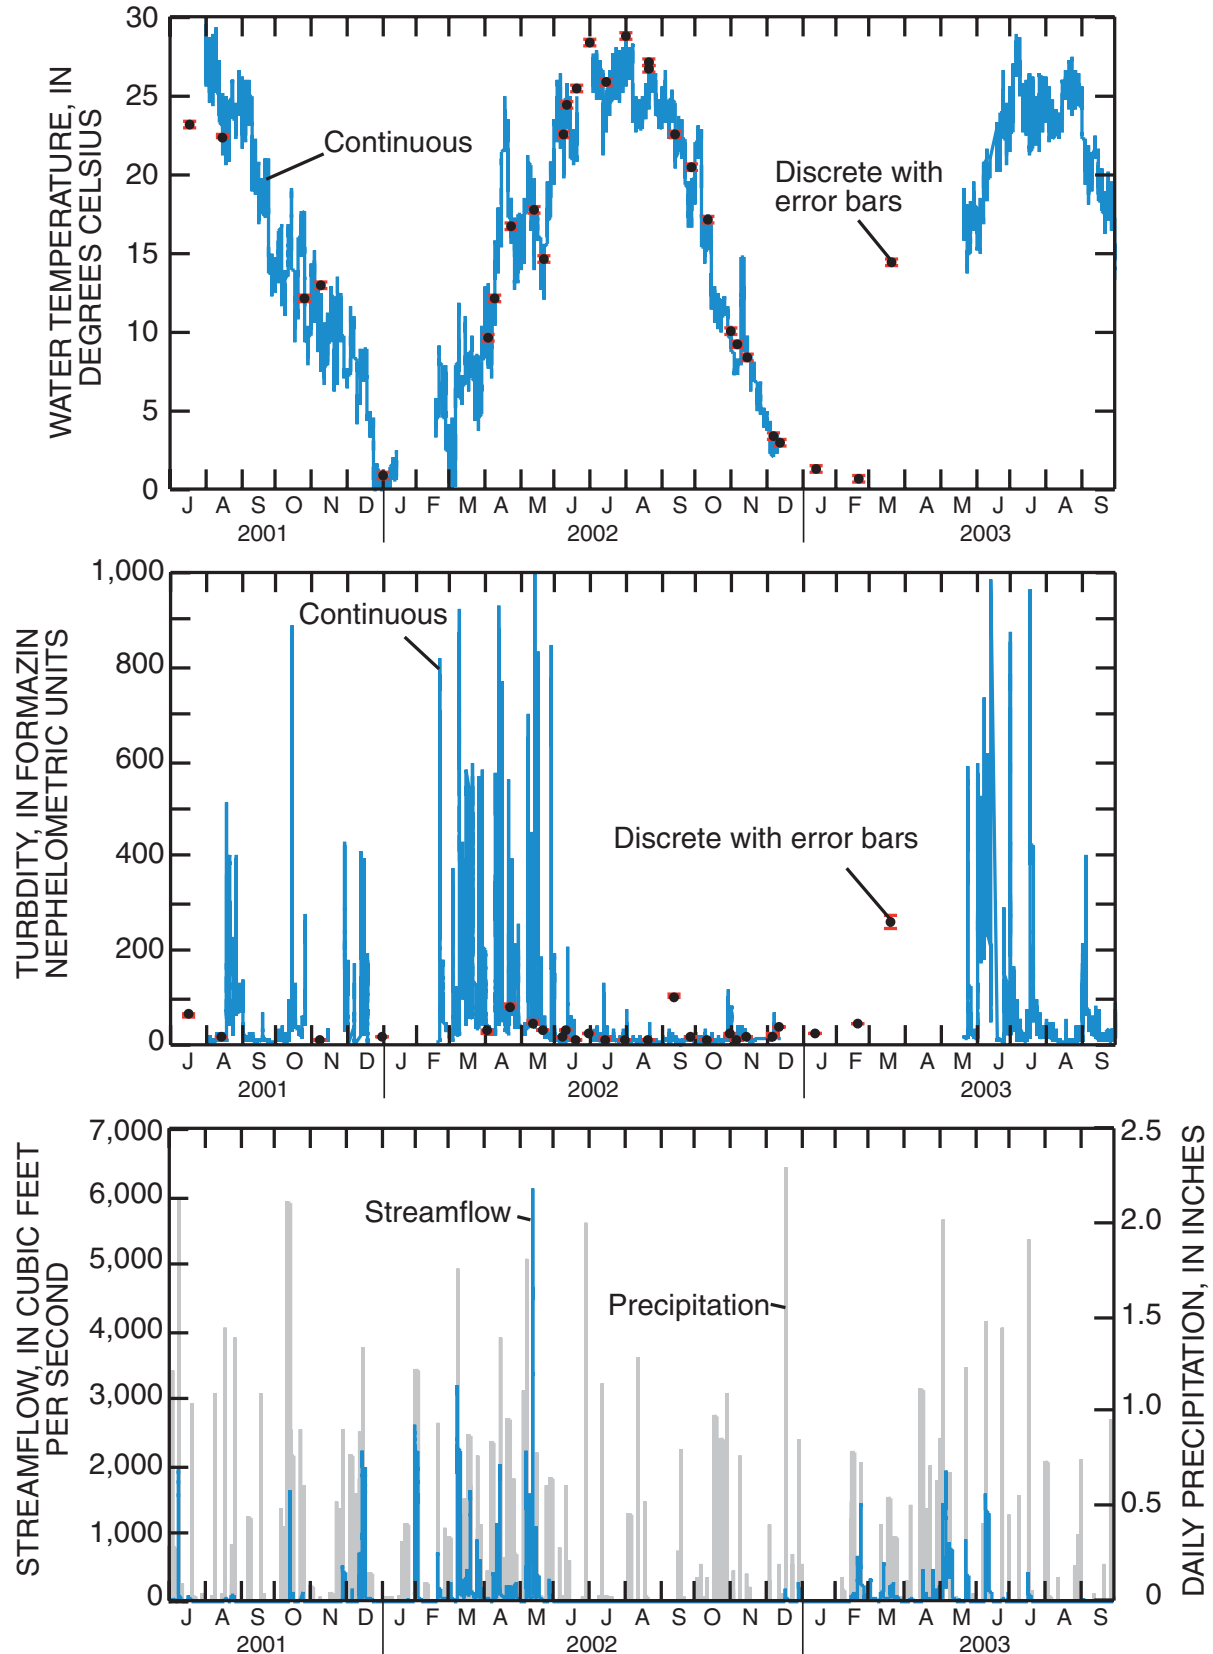 WATER TEMPERATURE, IN
DEGREES CELSIUS
30
25
20
15
10
5
0
Continuous
Discrete with
error bars
J A S O N D J F M A M J J A S O N D J F M A M J J A S
2001 2002 2003
TURBDITY, IN FORMAZIN
NEPHELOMETRIC UNITS
1,000
800
600
400
200
0
Continuous
Discrete with error bars
J A S O N D J F M A M J J A S O N D J F M A M J J A S
2001 2002 2003
STREAMFLOW, IN CUBIC FEET
PER SECOND
7,000
6,000
5,000
4,000
3,000
2,000
1,000
0
Streamflow
Precipitation
2.5
2.0
1.5
1.0
0.5
0
DAILY PRECIPITATION, IN INCHES
J A S O N D J F M A M J J A S O N D J F M A M J J A S
2001 2002 2003